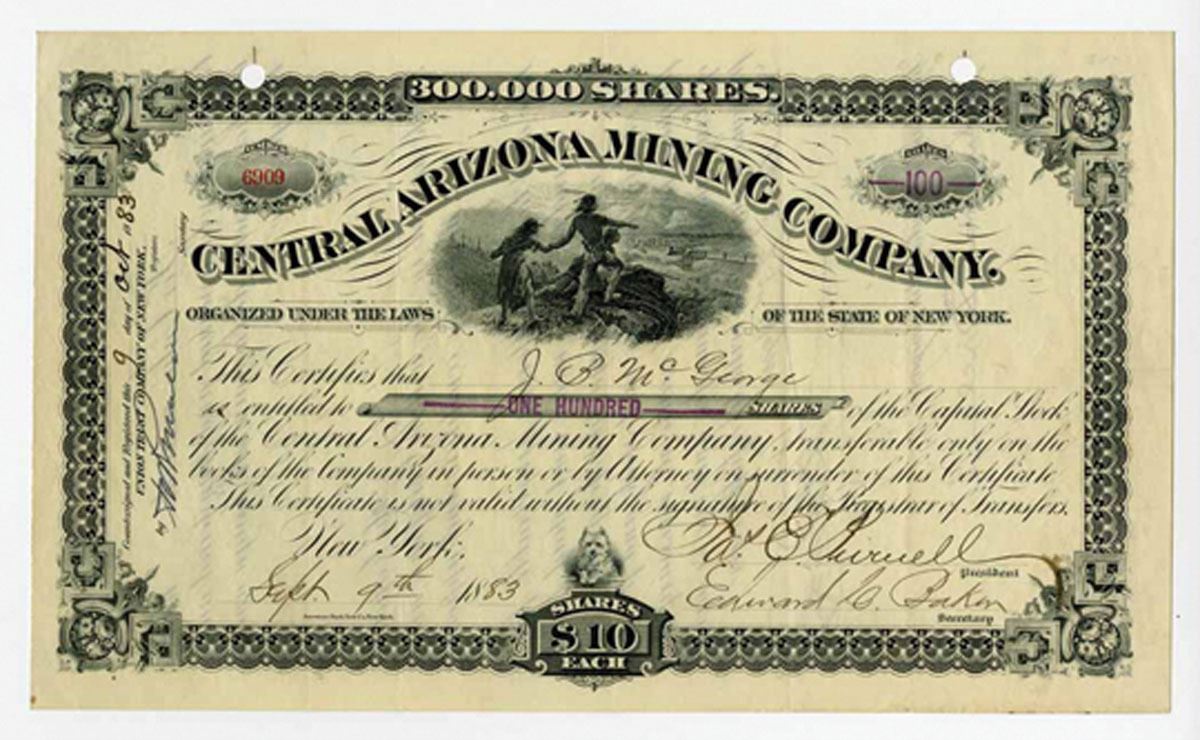 300.000 SHARES.
NUMBER
6909
SHARES
100
CENTRAL ARIZONA MINING COMPANY.
ORGANIZED UNDER THE LAWS OF THE STATE OF NEW YORK.
This Certifies that J. B. McGeorge
is entitled to ONE HUNDRED SHARES of the Capital Stock
of the Central Arizona Mining Company, transferable only on the
books of the Company in person or by Attorney on surrender of this Certificate
This Certificate is not valid without the signature of the Registrar of Transfers.
New York,
Sept 9th 1883
President
Edward C. Baker
Secretary
SHARES
$10
EACH
Countersigned and Registered this 9 day of Oct 1883
UNION TRUST COMPANY OF NEW YORK.
by
Secretary